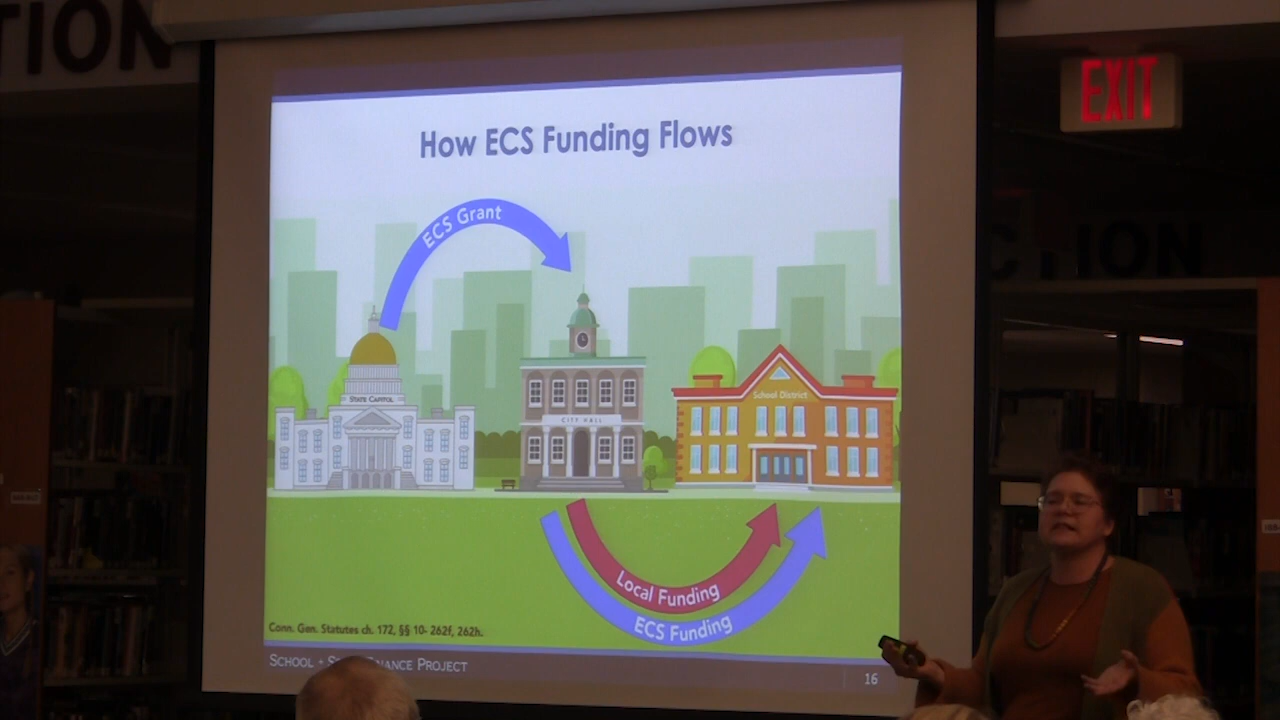 TION
EXIT
How ECS Funding Flows
ECS Grant
STATE CAPITOL
CITY HALL
School District
Local Funding
ECS Funding
Conn. Gen. Statutes ch. 172, §§ 10- 262f, 262h.
SCHOOL + FINANCE PROJECT
16